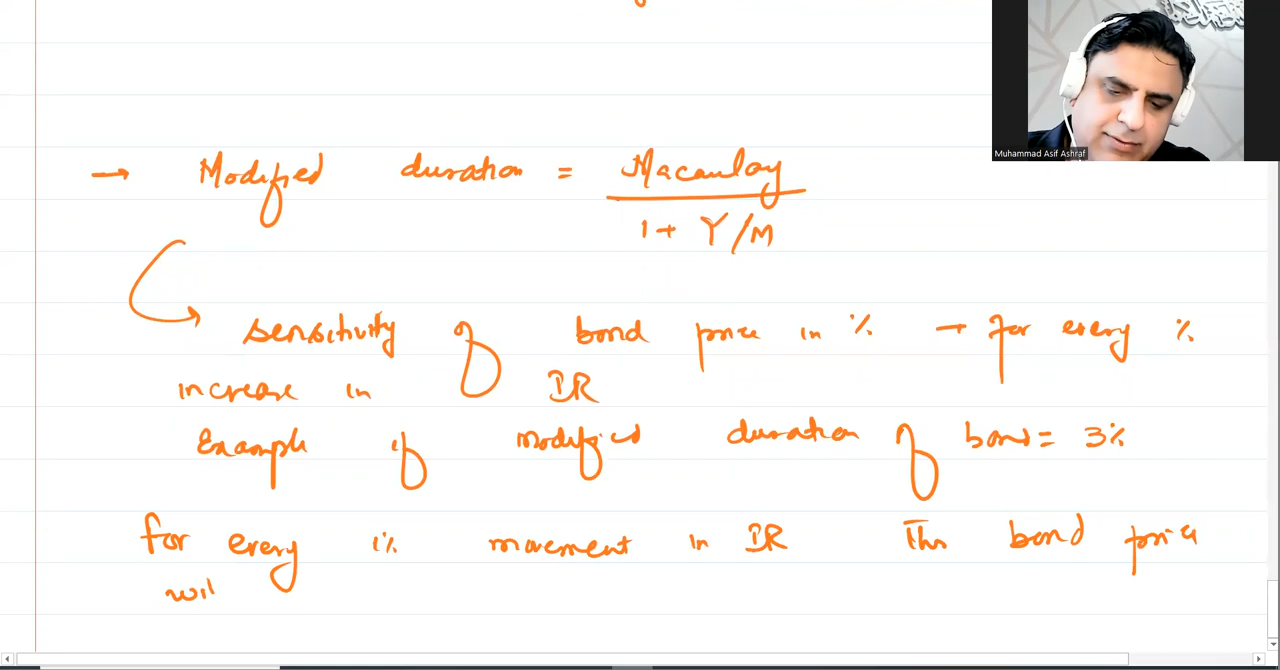 Muhammad Asif Ashraf
→ Modified duration = Macaulay
1 + Y/M
sensitivity of bond price in % → for every %
increase in IR
Example if modified duration of bond = 3%
for every 1% movement in IR The bond price
wil